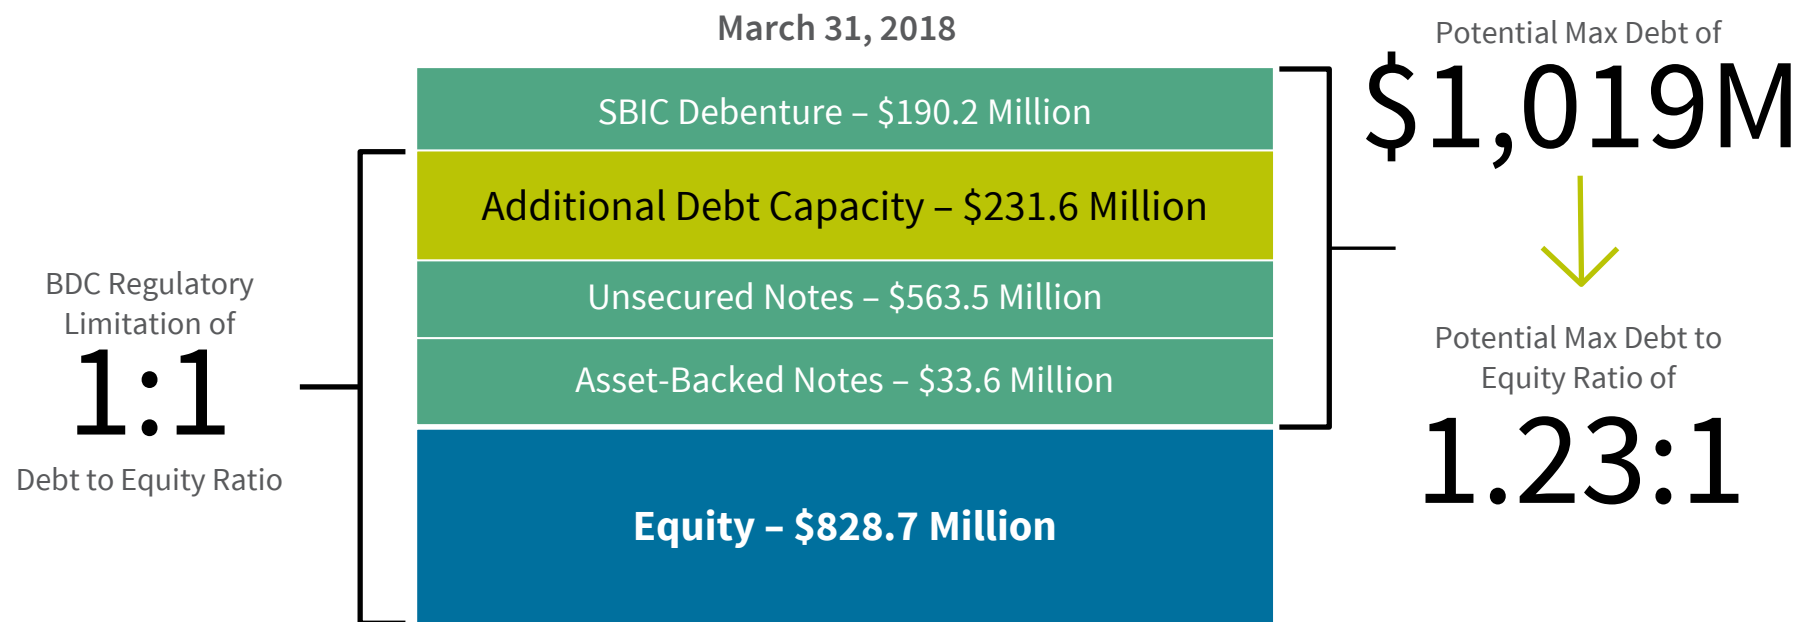 March 31, 2018
SBIC Debenture – $190.2 Million
Additional Debt Capacity – $231.6 Million
Unsecured Notes – $563.5 Million
Asset-Backed Notes – $33.6 Million
Equity – $828.7 Million
BDC Regulatory
Limitation of
1:1
Debt to Equity Ratio
Potential Max Debt of
$1,019M
Potential Max Debt to
Equity Ratio of
1.23:1